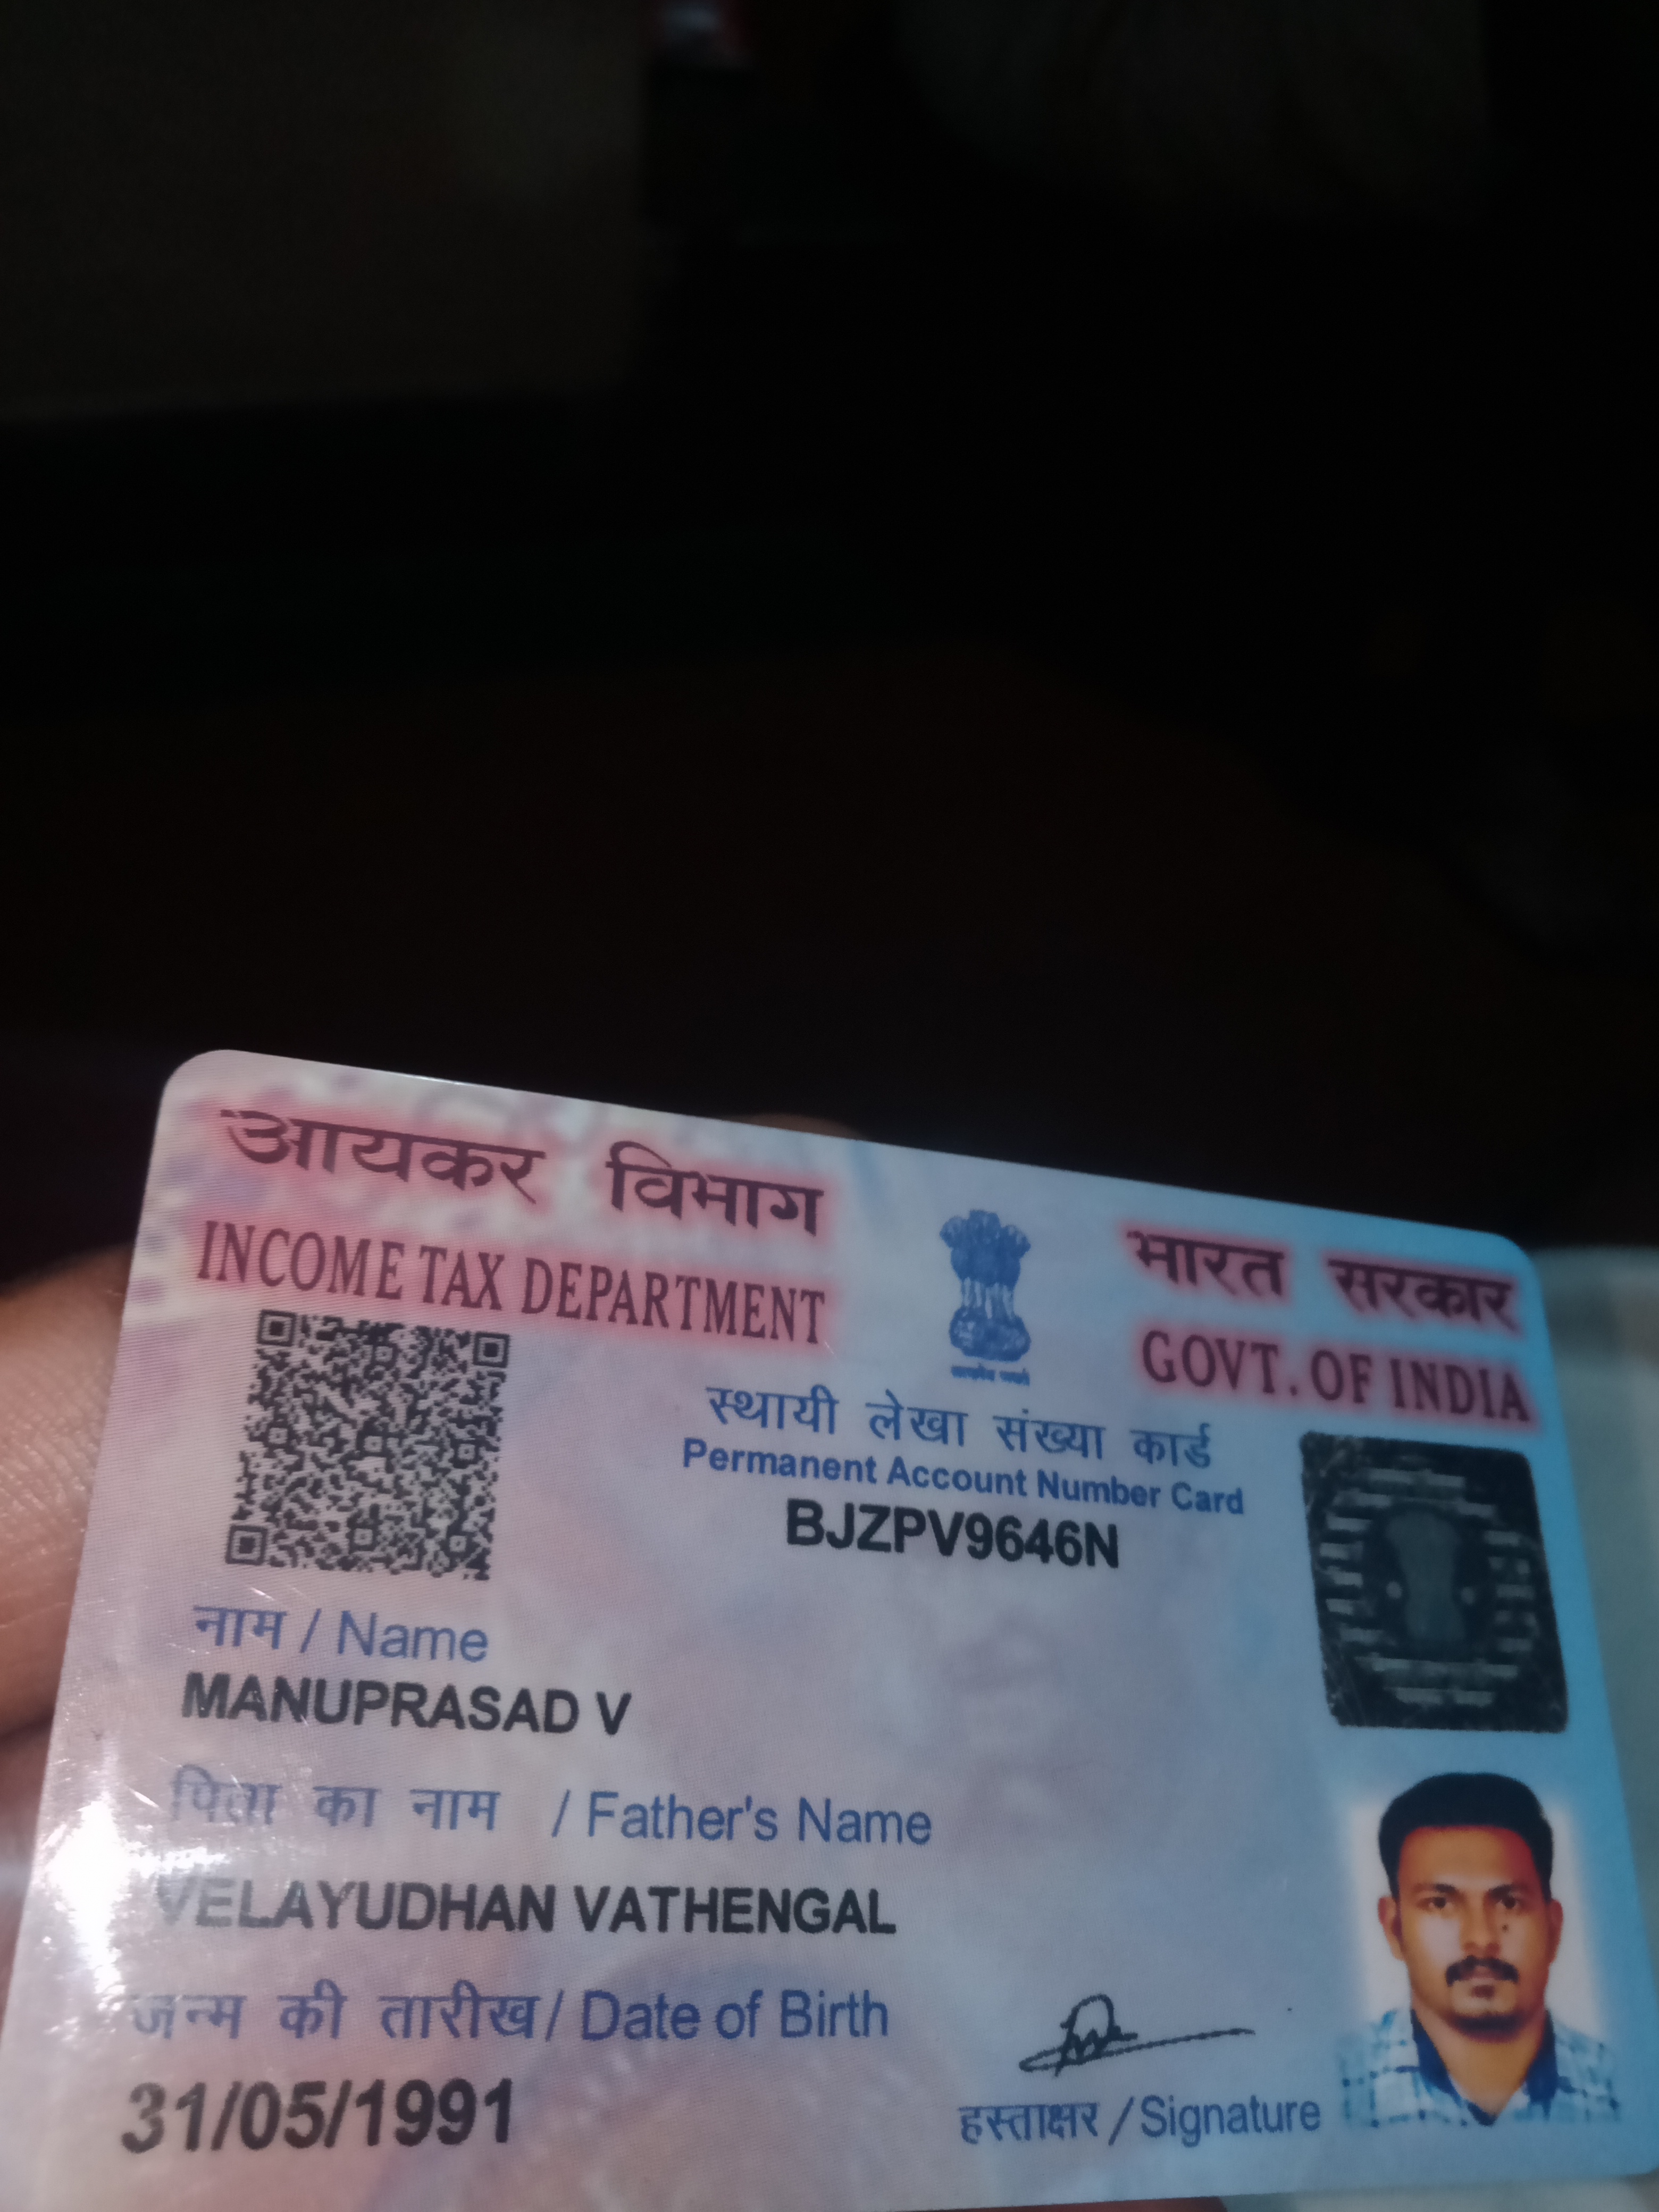 आयकर विभाग
INCOME TAX DEPARTMENT
भारत सरकार
GOVT. OF INDIA
स्थायी लेखा संख्या कार्ड
Permanent Account Number Card
BJZPV9646N
नाम / Name
MANUPRASAD V
पिता का नाम / Father's Name
VELAYUDHAN VATHENGAL
जन्म की तारीख / Date of Birth
31/05/1991
हस्ताक्षर / Signature